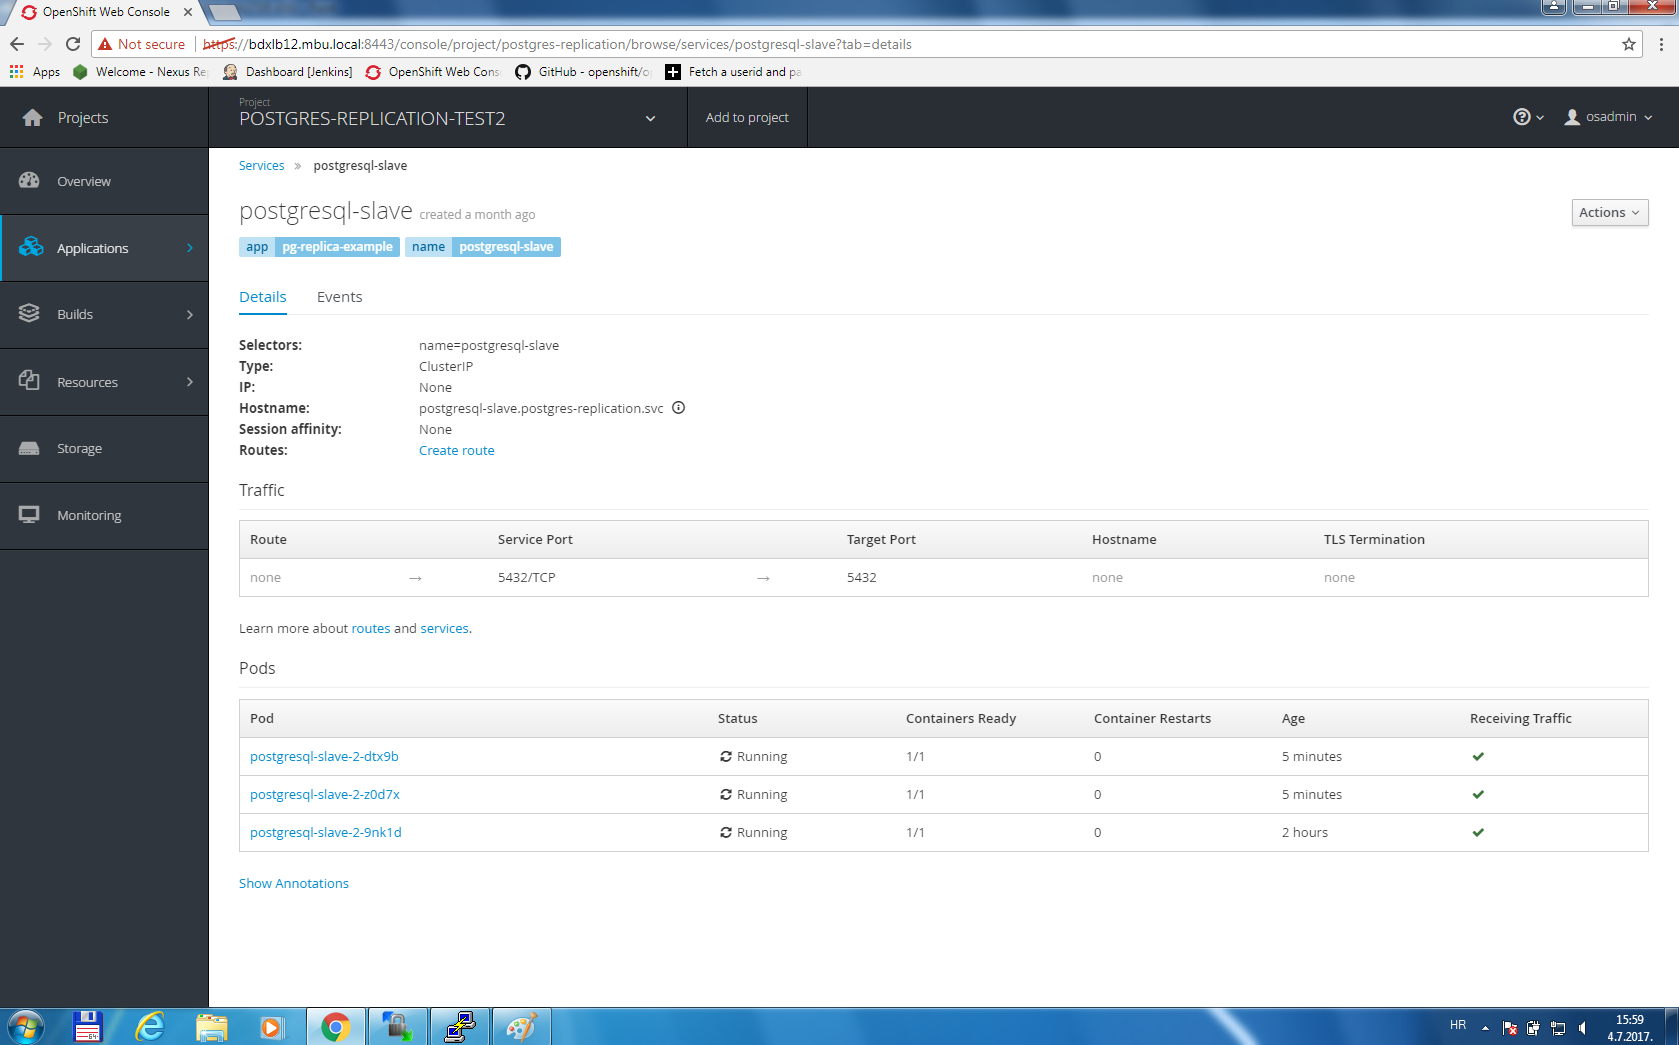 OpenShift Web Console
Not secure | https://bdxlb12.mbu.local:8443/console/project/postgres-replication/browse/services/postgresql-slave?tab=details
Apps Welcome - Nexus Re Dashboard [Jenkins] OpenShift Web Cons GitHub - openshift/o Fetch a userid and pa
Projects
Project
POSTGRES-REPLICATION-TEST2
Add to project
osadmin
Overview
Applications
Builds
Resources
Storage
Monitoring
Services » postgresql-slave
postgresql-slave created a month ago
Actions
app pg-replica-example name postgresql-slave
Details Events
Selectors: name=postgresql-slave
Type: ClusterIP
IP: None
Hostname: postgresql-slave.postgres-replication.svc
Session affinity: None
Routes: Create route
Traffic
Route Service Port Target Port Hostname TLS Termination
none → 5432/TCP → 5432 none none
Learn more about routes and services.
Pods
Pod Status Containers Ready Container Restarts Age Receiving Traffic
postgresql-slave-2-dtx9b Running 1/1 0 5 minutes
postgresql-slave-2-z0d7x Running 1/1 0 5 minutes
postgresql-slave-2-9nk1d Running 1/1 0 2 hours
Show Annotations
64
HR
15:59
4.7.2017.